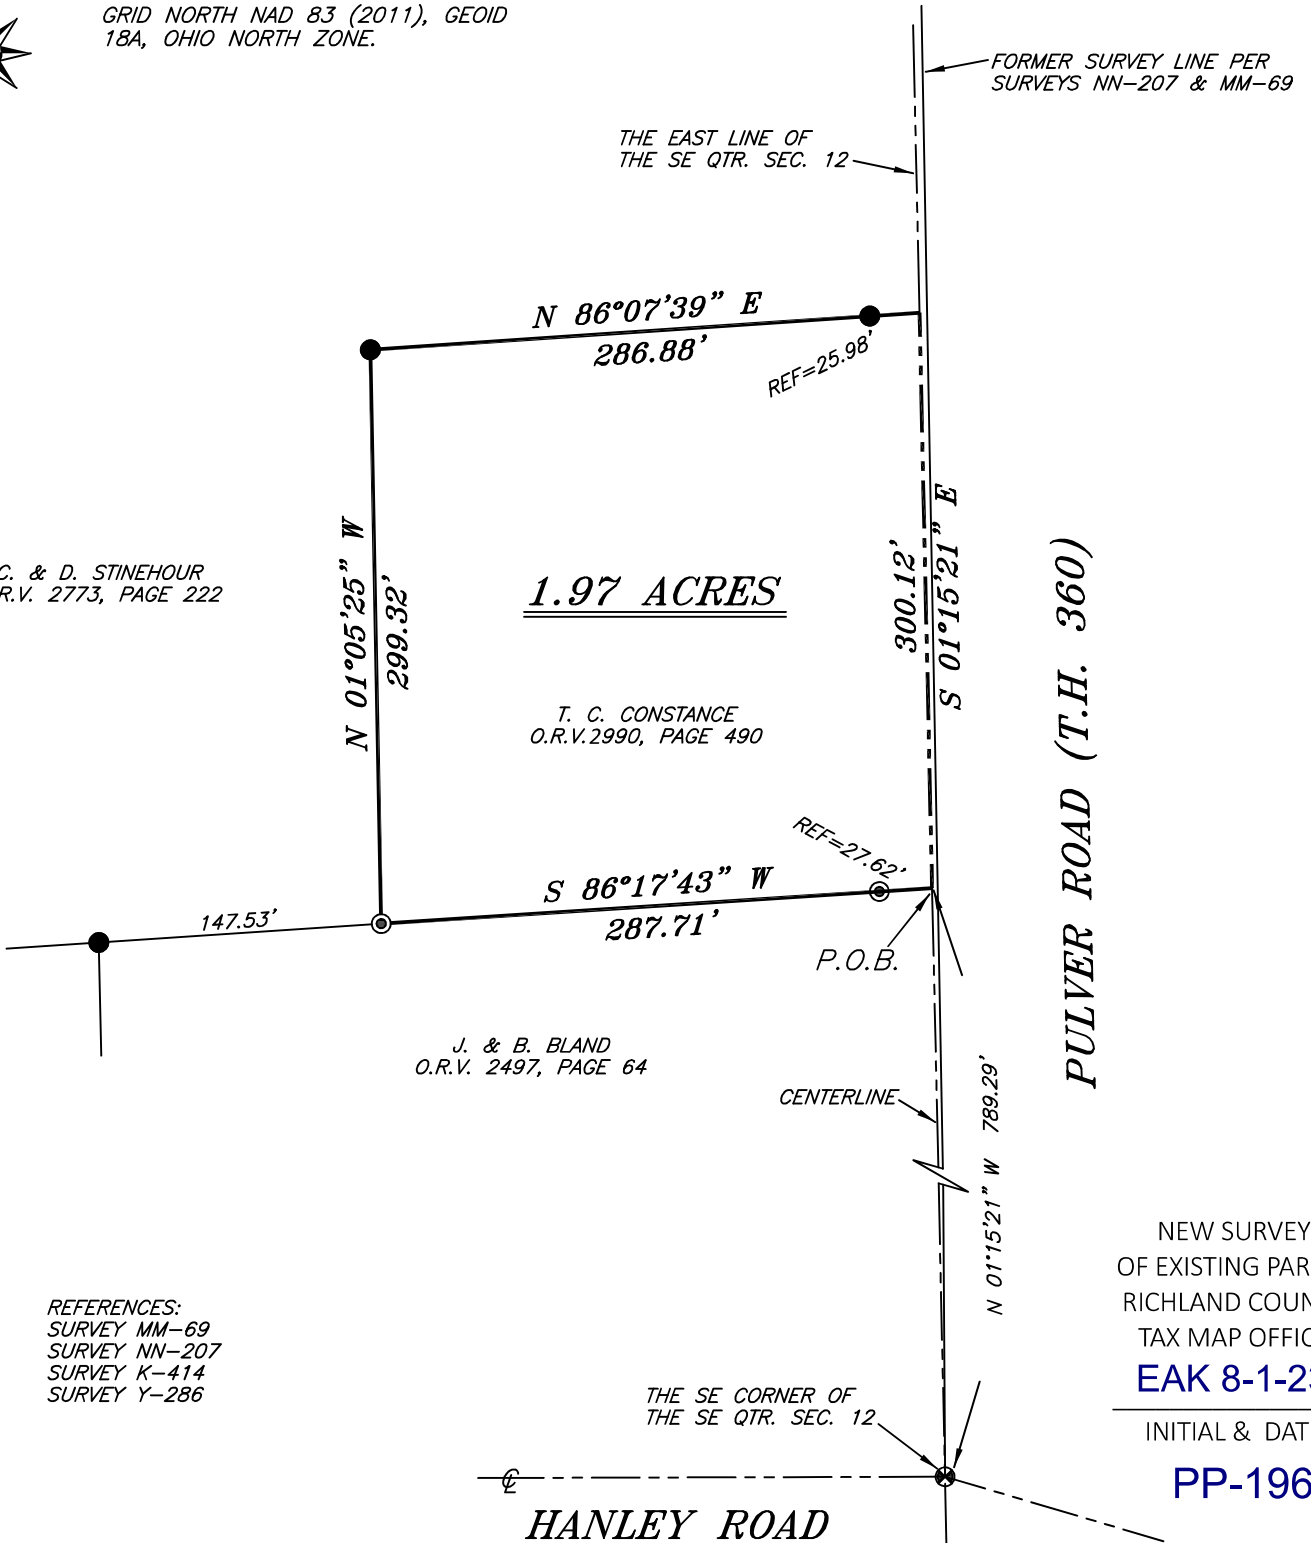 GRID NORTH NAD 83 (2011), GEOID
18A, OHIO NORTH ZONE.
FORMER SURVEY LINE PER
SURVEYS NN-207 & MM-69
THE EAST LINE OF
THE SE QTR. SEC. 12
N 86°07'39" E
286.88'
REF=25.98'
N 01°05'25" W
299.32'
C. & D. STINEHOUR
R.V. 2773, PAGE 222
1.97 ACRES
T. C. CONSTANCE
O.R.V.2990, PAGE 490
300.12'
S 01°15'21" E
PULVER ROAD (T.H. 360)
REF=27.62'
S 86°17'43" W
287.71'
147.53'
P.O.B.
J. & B. BLAND
O.R.V. 2497, PAGE 64
CENTERLINE
N 01°15'21" W 789.29'
NEW SURVEY
OF EXISTING PAR
RICHLAND COUN
TAX MAP OFFIC
EAK 8-1-23
INITIAL & DAT
PP-196
REFERENCES:
SURVEY MM-69
SURVEY NN-207
SURVEY K-414
SURVEY Y-286
THE SE CORNER OF
THE SE QTR. SEC. 12
HANLEY ROAD